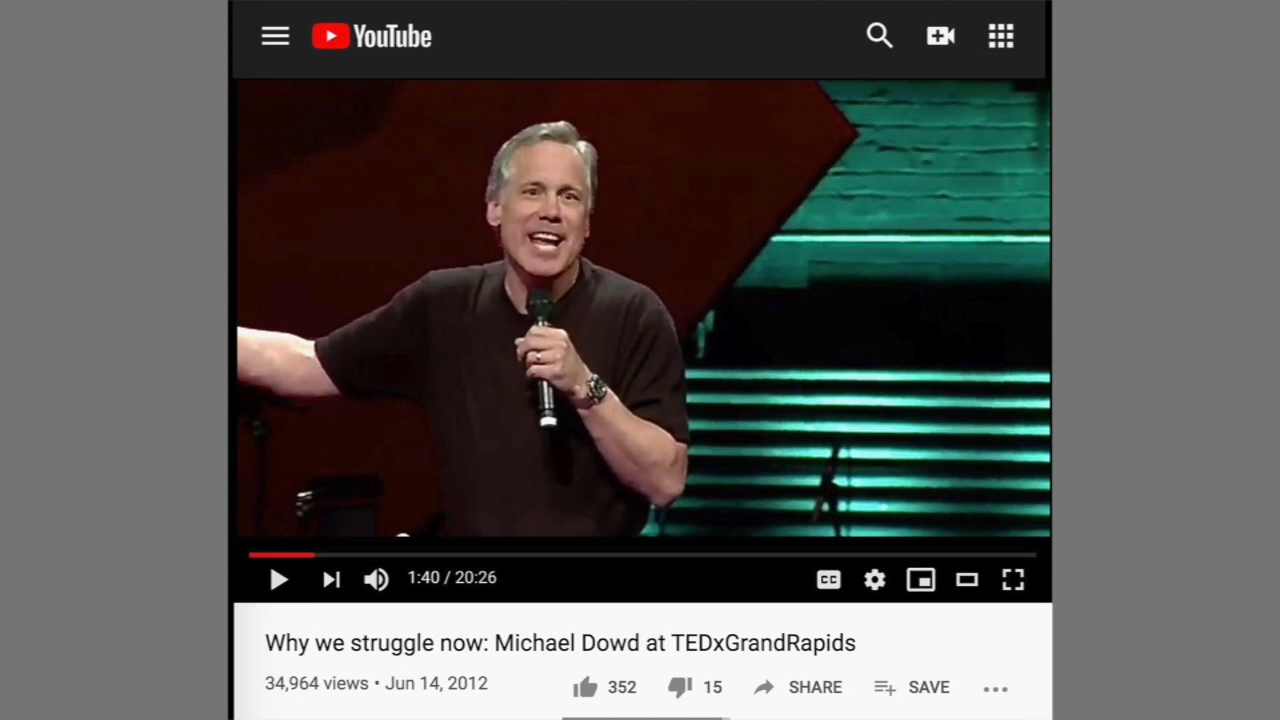 YouTube
1:40 / 20:26
CC
Why we struggle now: Michael Dowd at TEDxGrandRapids
34,964 views • Jun 14, 2012
352
15
SHARE
SAVE